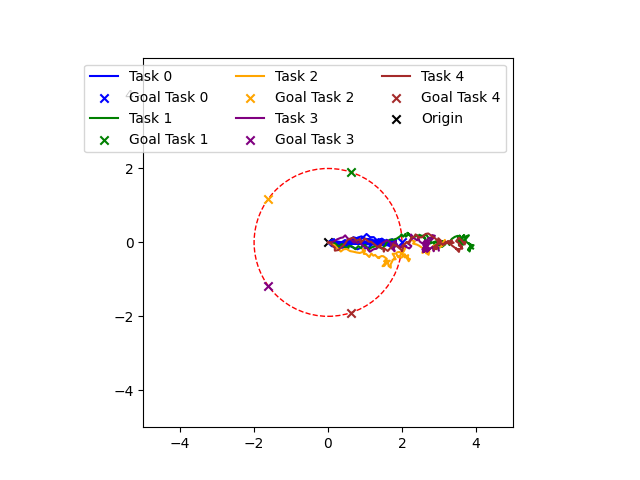 Task 0
Goal Task 0
Task 1
Goal Task 1
Task 2
Goal Task 2
Task 3
Goal Task 3
Task 4
Goal Task 4
Origin
4
2
0
−2
−4
−4 −2 0 2 4